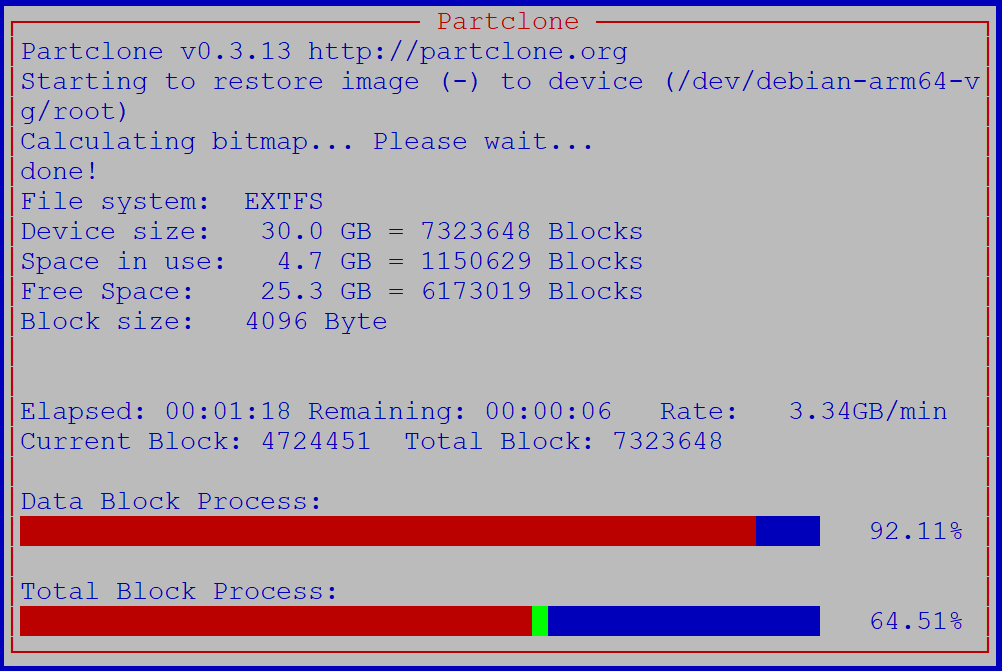 Partclone
Partclone v0.3.13 http://partclone.org
Starting to restore image (-) to device (/dev/debian-arm64-v
g/root)
Calculating bitmap... Please wait...
done!
File system:  EXTFS
Device size:   30.0 GB = 7323648 Blocks
Space in use:   4.7 GB = 1150629 Blocks
Free Space:    25.3 GB = 6173019 Blocks
Block size:   4096 Byte
Elapsed: 00:01:18 Remaining: 00:00:06   Rate:   3.34GB/min
Current Block: 4724451  Total Block: 7323648
Data Block Process:
92.11%
Total Block Process:
64.51%